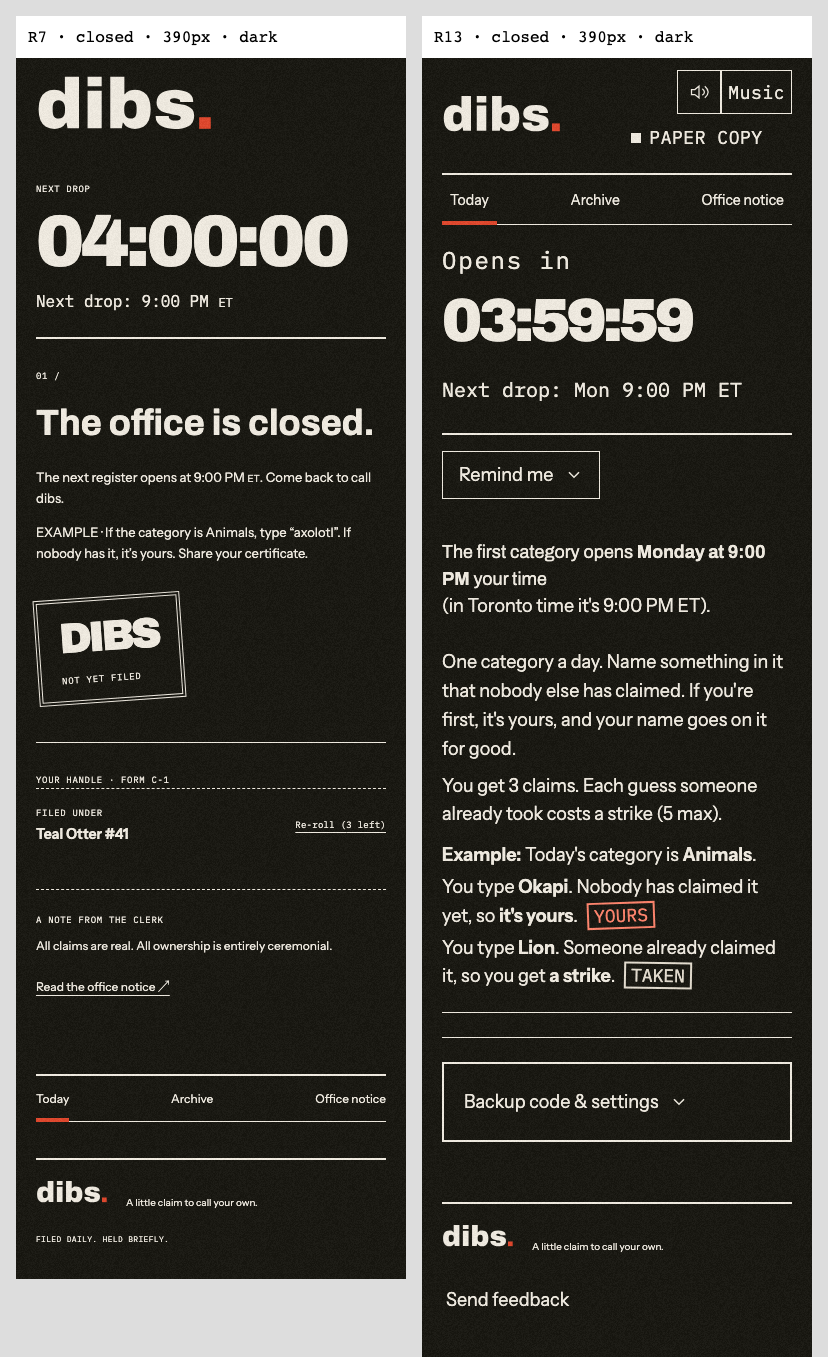 R7 · closed · 390px · dark
dibs.
NEXT DROP
04:00:00
Next drop: 9:00 PM ET
01 /
The office is closed.
The next register opens at 9:00 PM ET. Come back to call
dibs.
EXAMPLE · If the category is Animals, type “axolotl”. If
nobody has it, it’s yours. Share your certificate.
DIBS
NOT YET FILED
YOUR HANDLE · FORM C-1
FILED UNDER
Teal Otter #41
Re-roll (3 left)
A NOTE FROM THE CLERK
All claims are real. All ownership is entirely ceremonial.
Read the office notice ↗
Today
Archive
Office notice
dibs.
A little claim to call your own.
FILED DAILY. HELD BRIEFLY.
R13 · closed · 390px · dark
dibs.
Music
PAPER COPY
Today
Archive
Office notice
Opens in
03:59:59
Next drop: Mon 9:00 PM ET
Remind me
The first category opens Monday at 9:00
PM your time
(in Toronto time it's 9:00 PM ET).
One category a day. Name something in it
that nobody else has claimed. If you're
first, it's yours, and your name goes on it
for good.
You get 3 claims. Each guess someone
already took costs a strike (5 max).
Example: Today's category is Animals.
You type Okapi. Nobody has claimed it
yet, so it's yours. YOURS
You type Lion. Someone already claimed
it, so you get a strike. TAKEN
Backup code & settings
dibs.
A little claim to call your own.
Send feedback